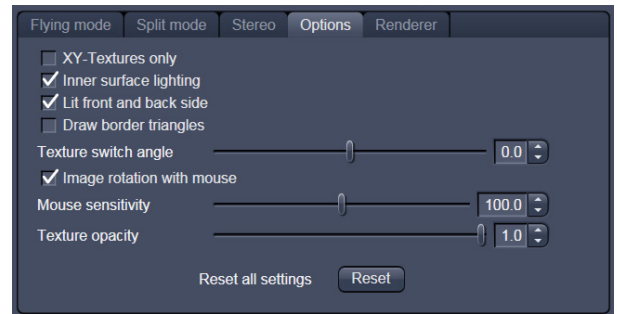 Flying mode Split mode Stereo Options Renderer
XY-Textures only
Inner surface lighting
Lit front and back side
Draw border triangles
Texture switch angle 0.0
Image rotation with mouse
Mouse sensitivity 100.0
Texture opacity 1.0
Reset all settings Reset